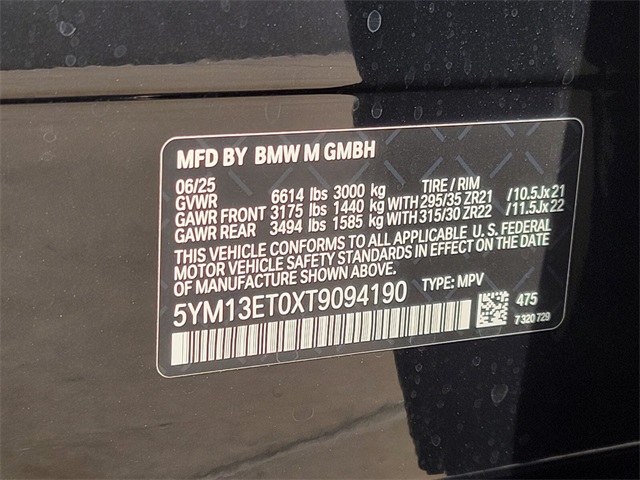 MFD BY BMW M GMBH
06/25 TIRE / RIM
GVWR 6614 lbs 3000 kg
GAWR FRONT 3175 lbs 1440 kg WITH 295/35 ZR21 /10.5Jx21
GAWR REAR 3494 lbs 1585 kg WITH 315/30 ZR22 /11.5Jx22
THIS VEHICLE CONFORMS TO ALL APPLICABLE U. S. FEDERAL
MOTOR VEHICLE SAFETY STANDARDS IN EFFECT ON THE DATE
OF MANUFACTURE SHOWN ABOVE.
5YM13ET0XT9094190 TYPE: MPV
475
7 320 729